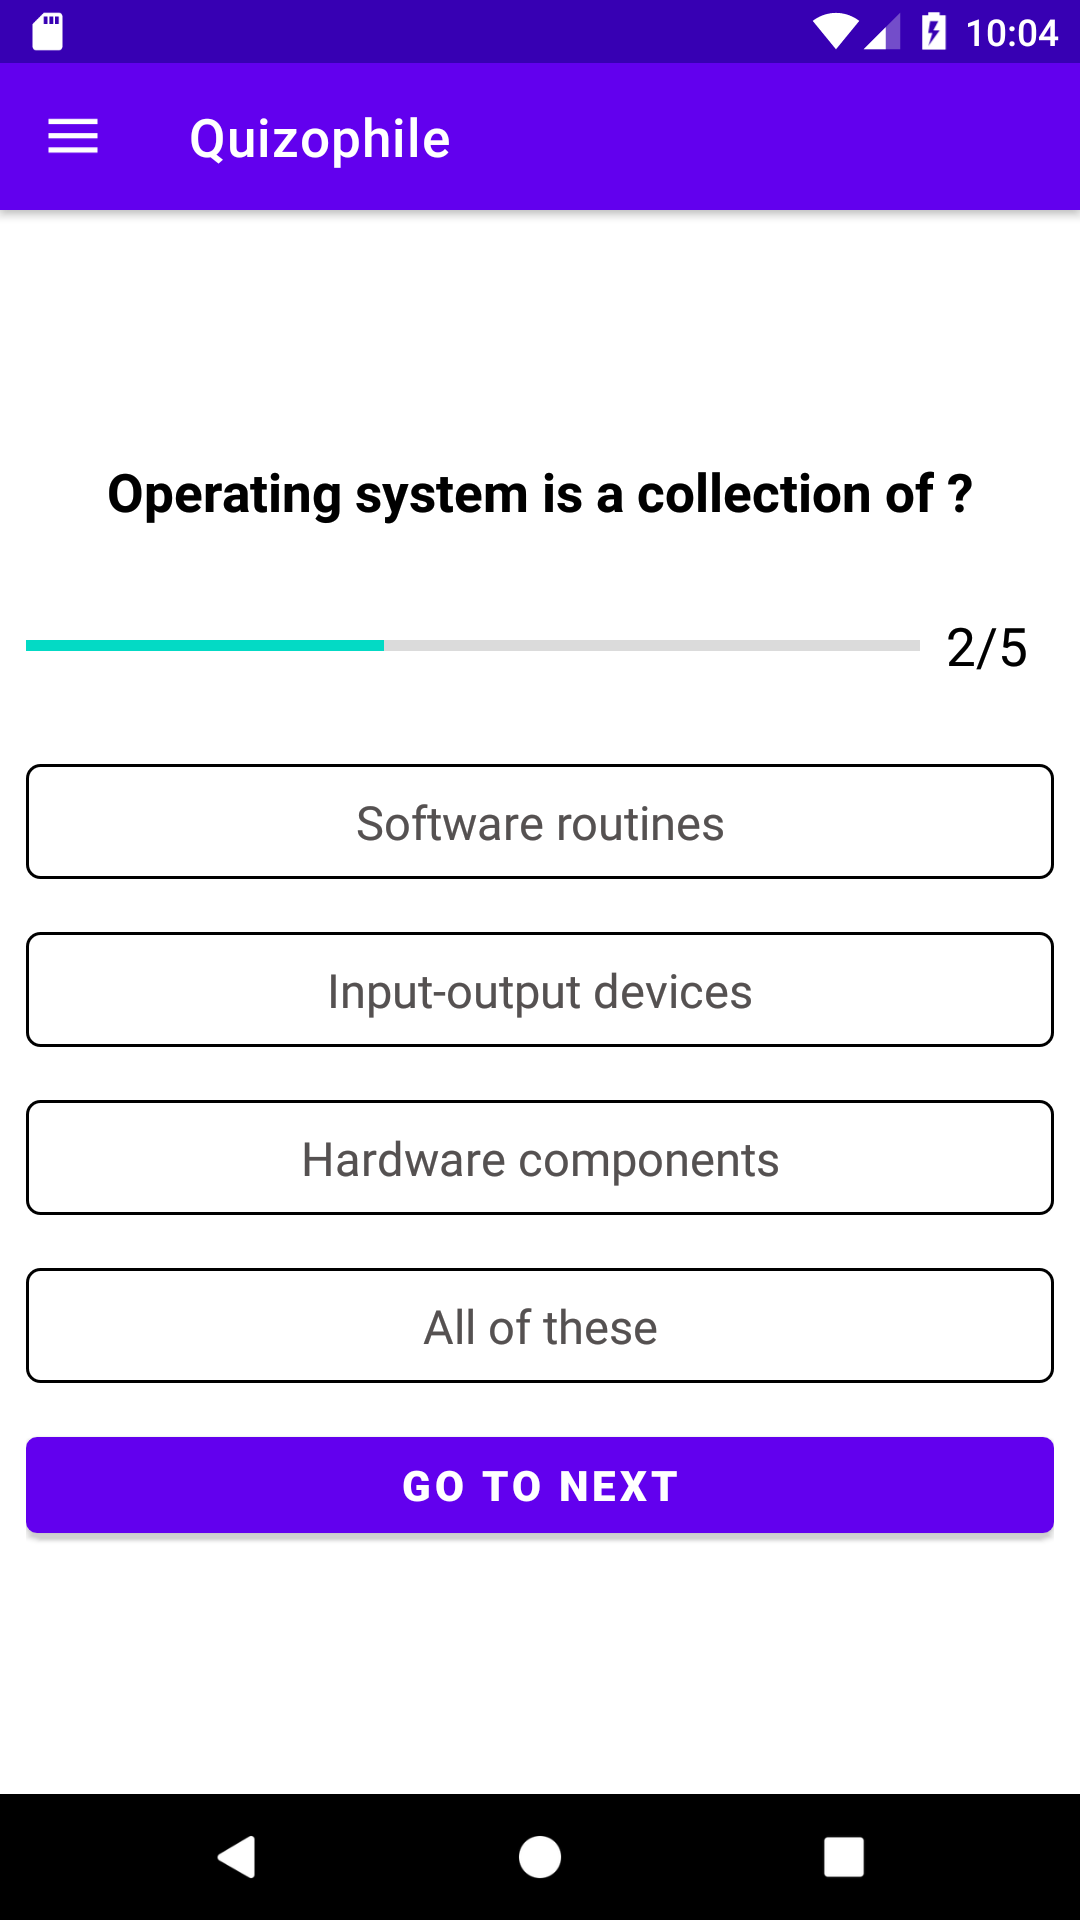 10:04
Quizophile
Operating system is a collection of ?
2/5
Software routines
Input-output devices
Hardware components
All of these
GO TO NEXT